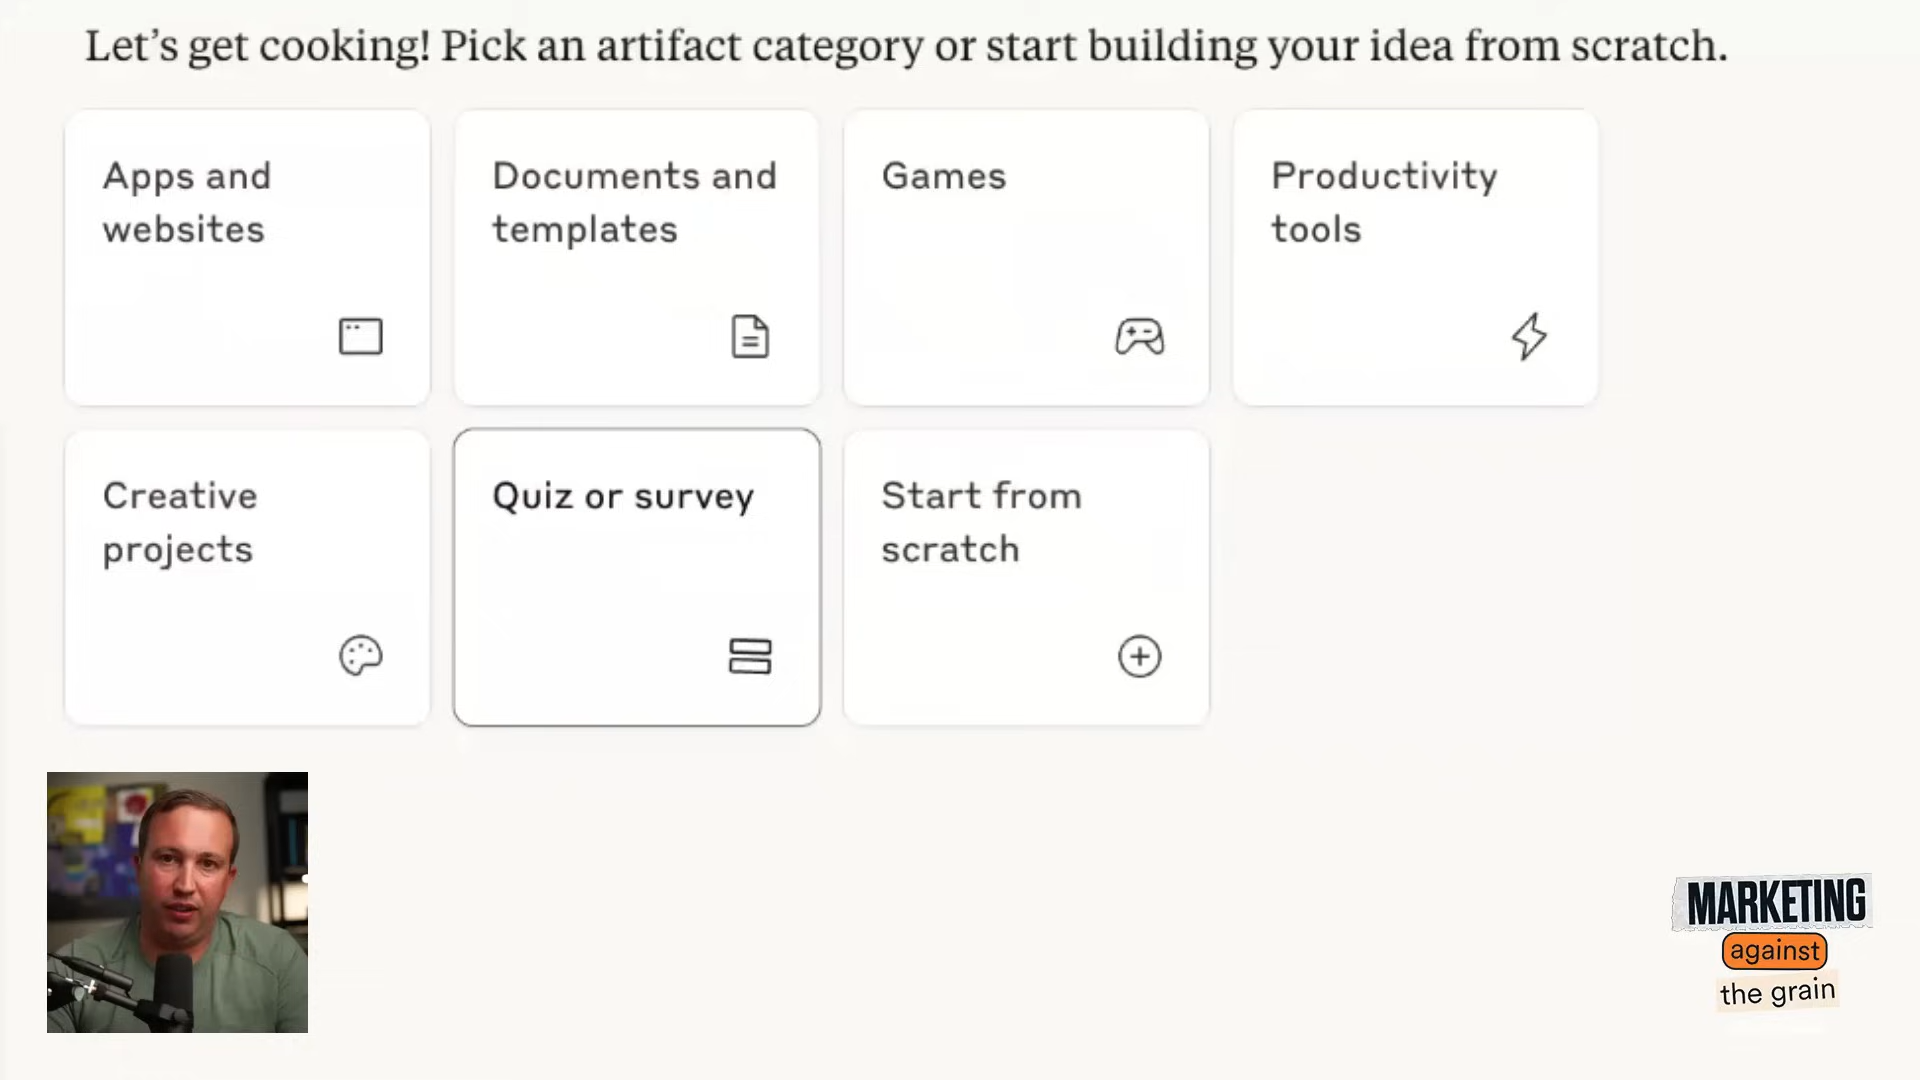 Let's get cooking! Pick an artifact category or start building your idea from scratch.
Apps and
websites
Documents and
templates
Games
Productivity
tools
Creative
projects
Quiz or survey
Start from
scratch
MARKETING
against
the grain